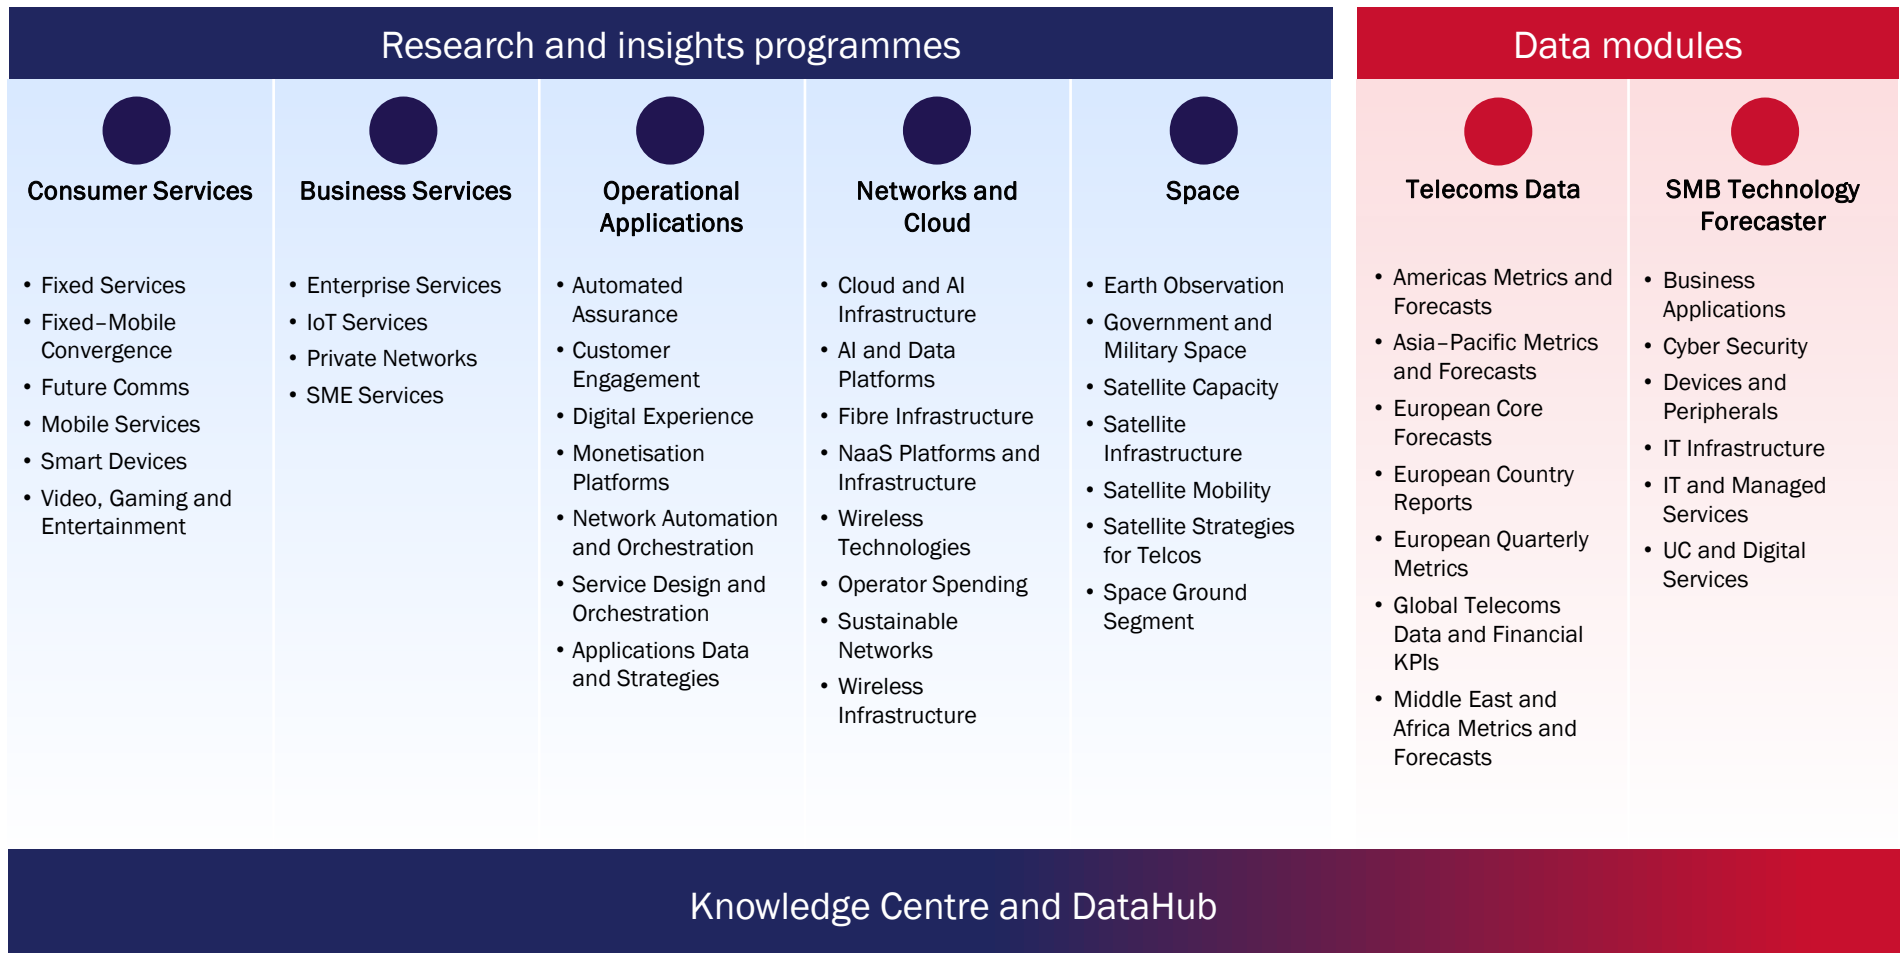 Research and insights programmes
Data modules
Consumer Services
• Fixed Services
• Fixed–Mobile
Convergence
• Future Comms
• Mobile Services
• Smart Devices
• Video, Gaming and
Entertainment
Business Services
• Enterprise Services
• IoT Services
• Private Networks
• SME Services
Operational
Applications
• Automated
Assurance
• Customer
Engagement
• Digital Experience
• Monetisation
Platforms
• Network Automation
and Orchestration
• Service Design and
Orchestration
• Applications Data
and Strategies
Networks and
Cloud
• Cloud and AI
Infrastructure
• AI and Data
Platforms
• Fibre Infrastructure
• NaaS Platforms and
Infrastructure
• Wireless
Technologies
• Operator Spending
• Sustainable
Networks
• Wireless
Infrastructure
Space
• Earth Observation
• Government and
Military Space
• Satellite Capacity
• Satellite
Infrastructure
• Satellite Mobility
• Satellite Strategies
for Telcos
• Space Ground
Segment
Telecoms Data
• Americas Metrics and
Forecasts
• Asia–Pacific Metrics
and Forecasts
• European Core
Forecasts
• European Country
Reports
• European Quarterly
Metrics
• Global Telecoms
Data and Financial
KPIs
• Middle East and
Africa Metrics and
Forecasts
SMB Technology
Forecaster
• Business
Applications
• Cyber Security
• Devices and
Peripherals
• IT Infrastructure
• IT and Managed
Services
• UC and Digital
Services
Knowledge Centre and DataHub